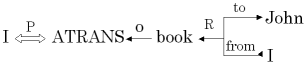 to
P o R John
I ATRANS book
from I